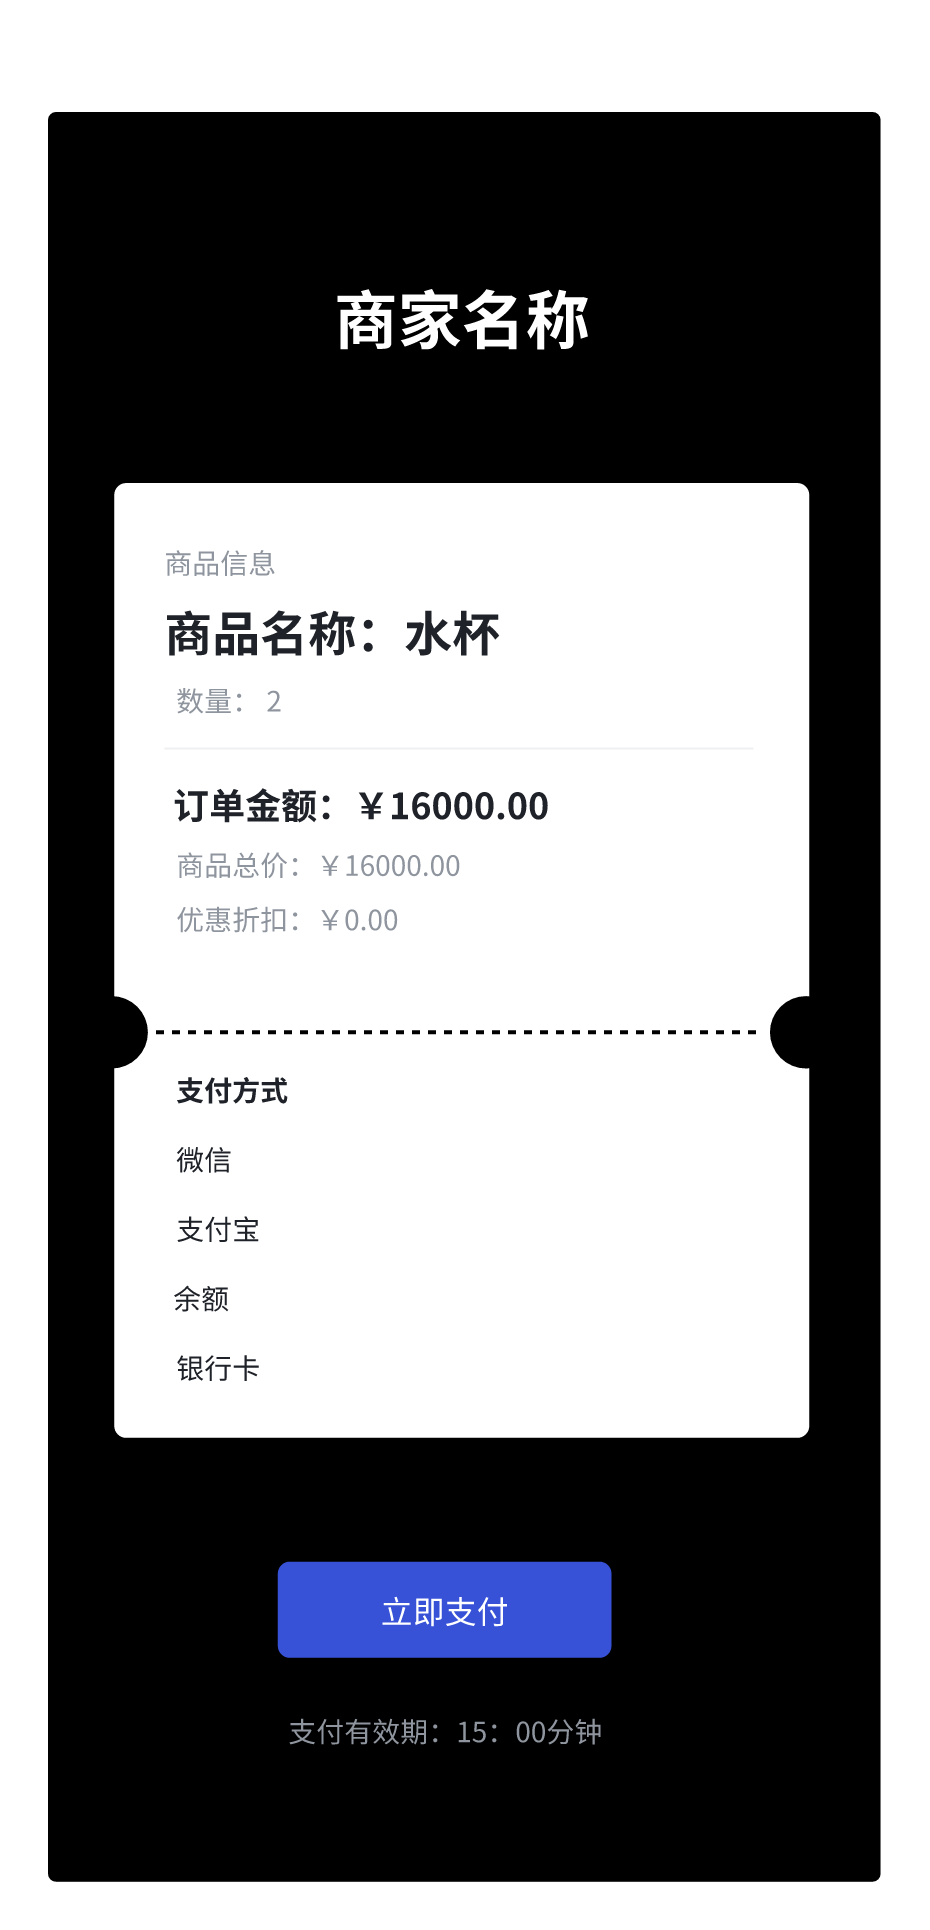 商家名称
商品信息
商品名称：水杯
数量： 2
订单金额：￥16000.00
商品总价：￥16000.00
优惠折扣：￥0.00
支付方式
微信
支付宝
余额
银行卡
立即支付
支付有效期：15：00分钟